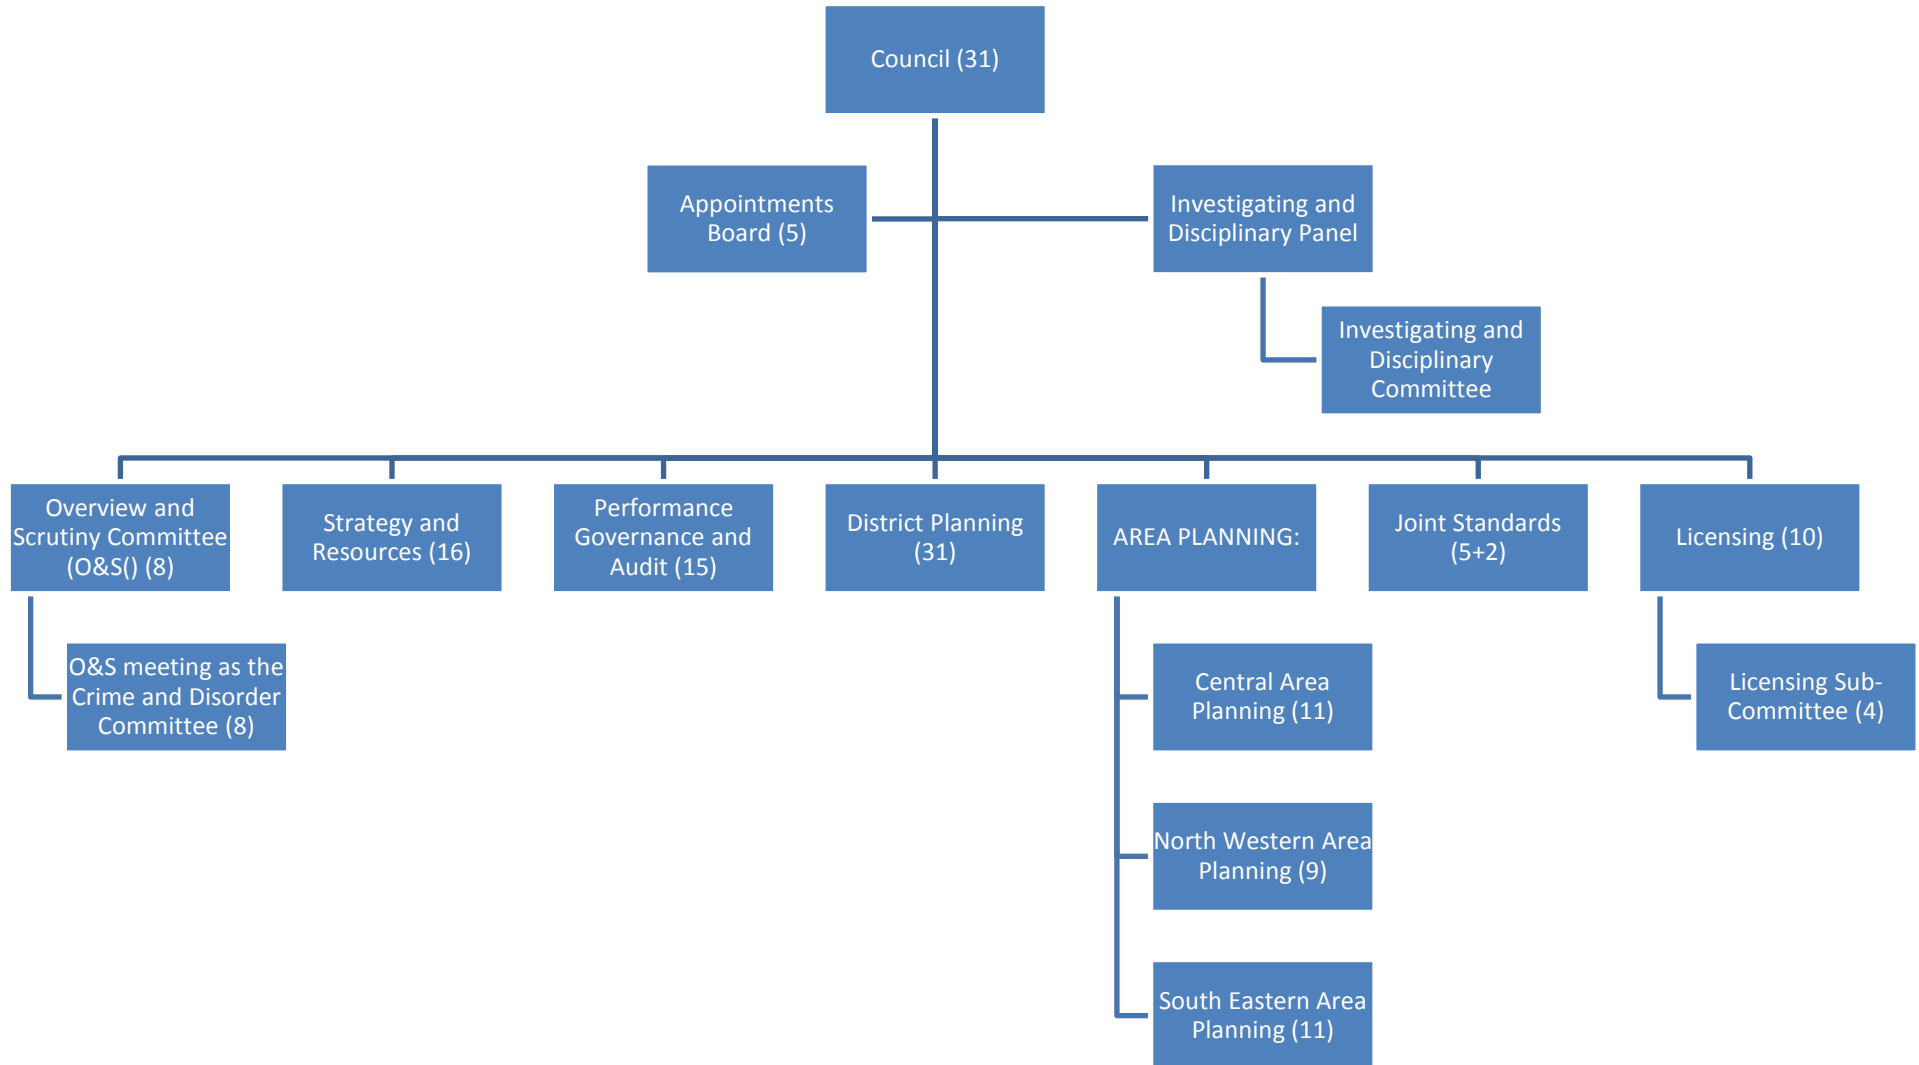 Council (31)
Appointments
Board (5)
Investigating and
Disciplinary Panel
Investigating and
Disciplinary
Committee
Overview and
Scrutiny Committee
(O&S() (8)
Strategy and
Resources (16)
Performance
Governance and
Audit (15)
District Planning
(31)
AREA PLANNING:
Joint Standards
(5+2)
Licensing (10)
O&S meeting as the
Crime and Disorder
Committee (8)
Central Area
Planning (11)
Licensing Sub-
Committee (4)
North Western Area
Planning (9)
South Eastern Area
Planning (11)